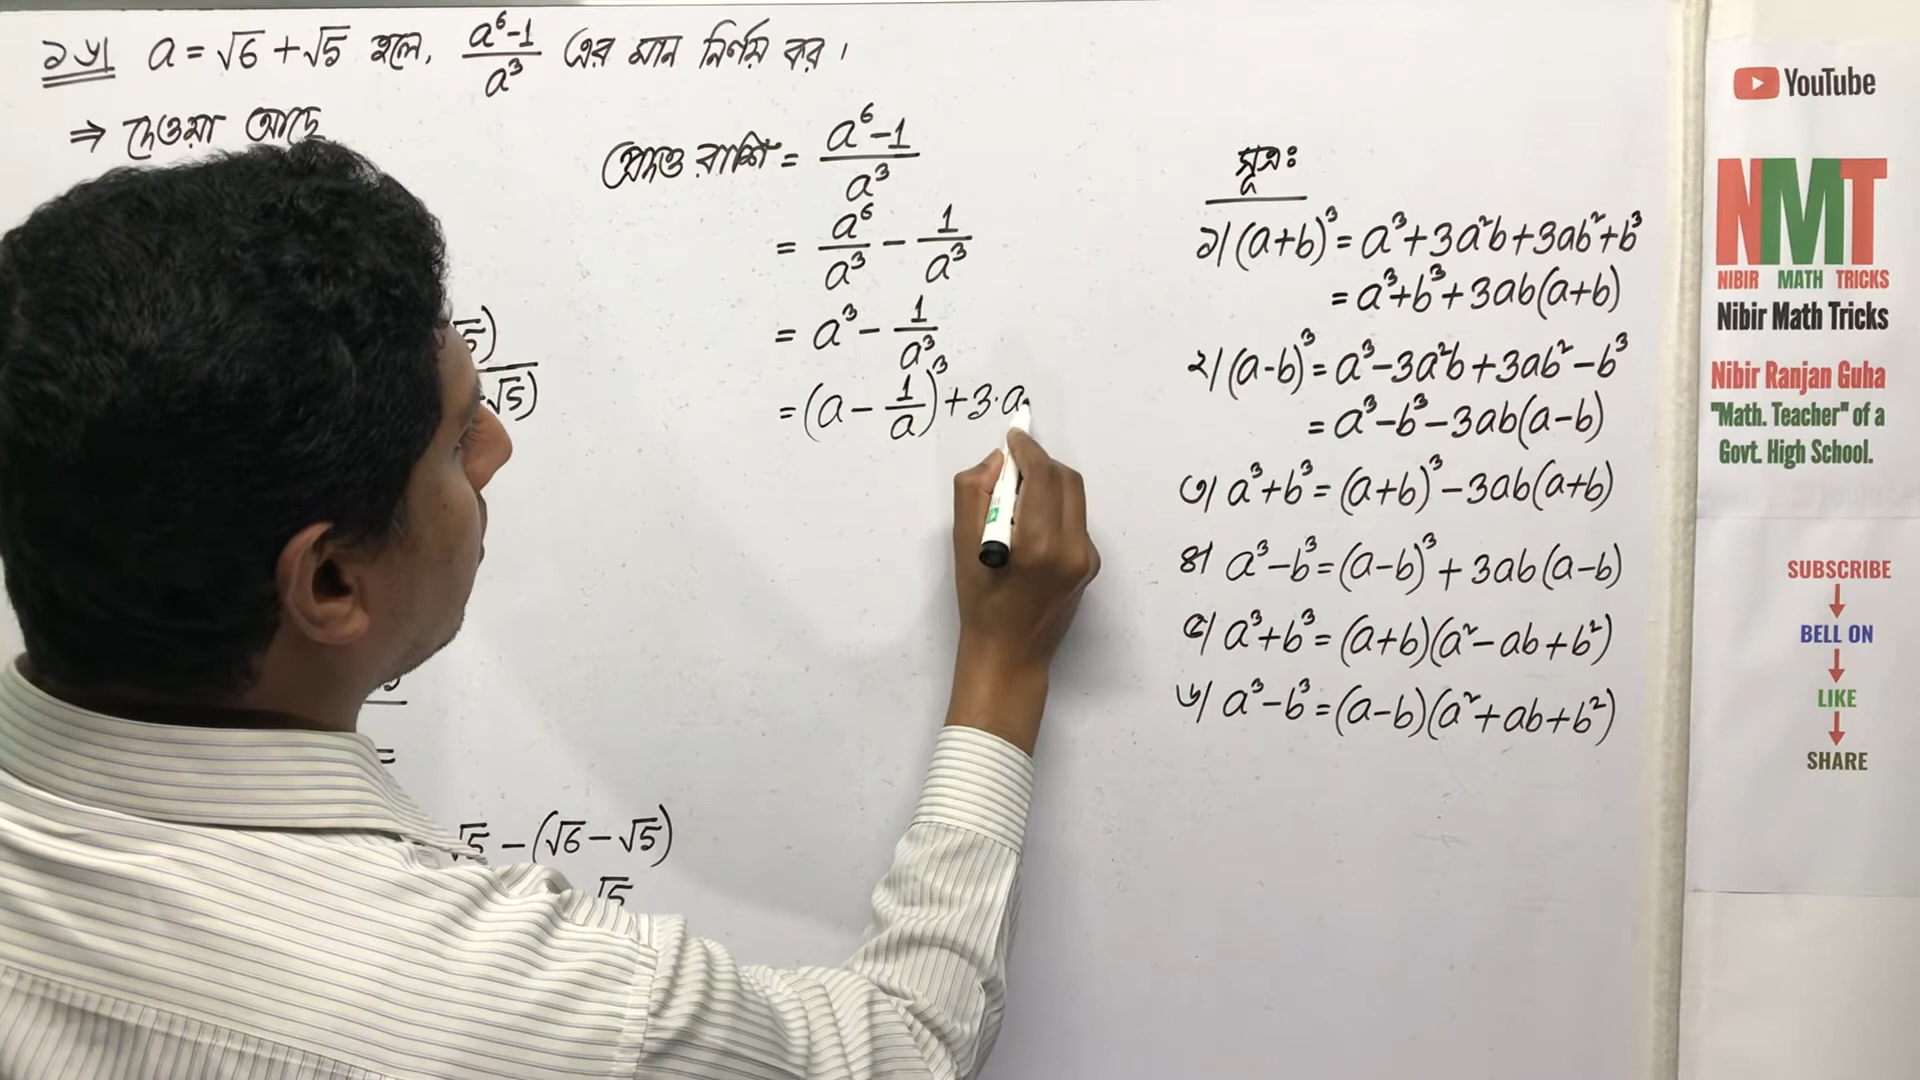 ১৬। a = √6 + √5 হলে, (a⁶-1)/a³ এর মান নির্ণয় কর।
⇒ দেওয়া আছে
√5)
√5)
=
√5 - (√6 - √5)
√5
প্রদত্ত রাশি = (a⁶-1)/a³
= a⁶/a³ - 1/a³
= a³ - 1/a³
= (a - 1/a)³ + 3·a·
সূত্রঃ
১। (a+b)³ = a³+3a²b+3ab²+b³
= a³+b³+3ab(a+b)
২। (a-b)³ = a³-3a²b+3ab²-b³
= a³-b³-3ab(a-b)
৩। a³+b³ = (a+b)³-3ab(a+b)
৪। a³-b³ = (a-b)³+3ab(a-b)
৫। a³+b³ = (a+b)(a²-ab+b²)
৬। a³-b³ = (a-b)(a²+ab+b²)
YouTube
NMT
NIBIR MATH TRICKS
Nibir Math Tricks
Nibir Ranjan Guha
"Math. Teacher" of a
Govt. High School.
SUBSCRIBE
BELL ON
LIKE
SHARE